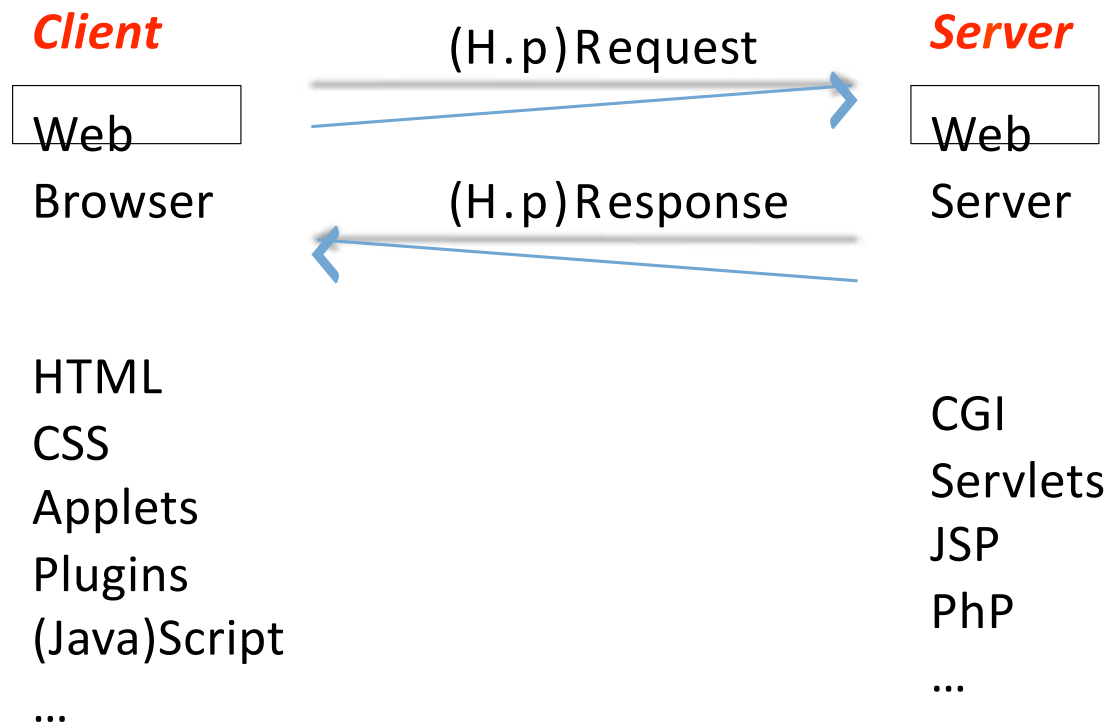 Client
(H.p)Request
Server
Web
Browser
(H.p)Response
Web
Server
HTML
CSS
Applets
Plugins
(Java)Script
…
CGI
Servlets
JSP
PhP
…